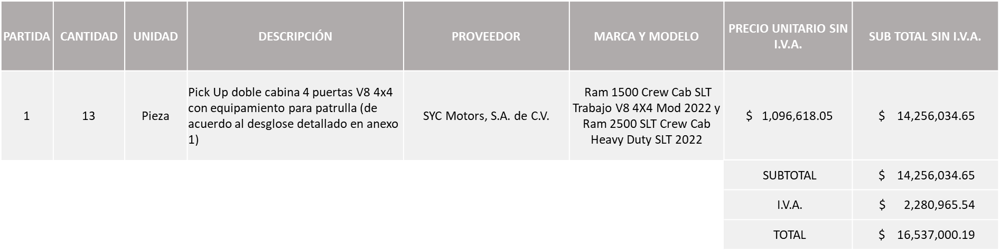 PARTIDA CANTIDAD UNIDAD DESCRIPCIÓN PROVEEDOR MARCA Y MODELO PRECIO UNITARIO SIN
I.V.A. SUB TOTAL SIN I.V.A.
1 13 Pieza
Pick Up doble cabina 4 puertas V8 4x4
con equipamiento para patrulla (de
acuerdo al desglose detallado en anexo
1)
SYC Motors, S.A. de C.V.
Ram 1500 Crew Cab SLT
Trabajo V8 4X4 Mod 2022 y
Ram 2500 SLT Crew Cab
Heavy Duty SLT 2022
$ 1,096,618.05 $ 14,256,034.65
SUBTOTAL $ 14,256,034.65
I.V.A. $ 2,280,965.54
TOTAL $ 16,537,000.19